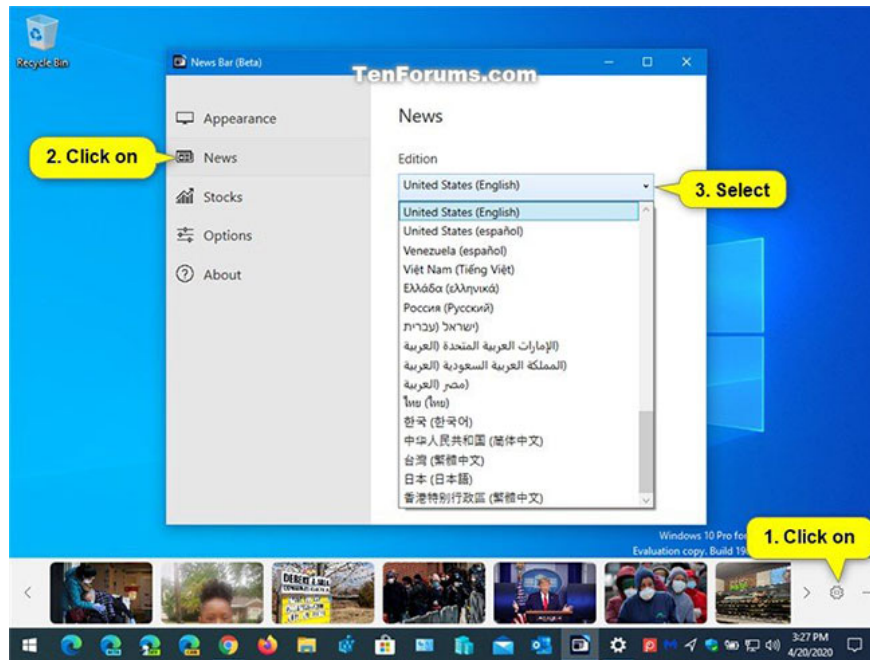 Recycle Bin
News Bar (Beta)
TenForums.com
Appearance
News
Stocks
Options
About
News
Edition
United States (English)
United States (English)
United States (español)
Venezuela (español)
Việt Nam (Tiếng Việt)
Ελλάδα (ελληνικά)
Россия (Русский)
(ישראל (עברית
(الإمارات العربية المتحدة (العربية
(المملكة العربية السعودية (العربية
(مصر (العربية
ไทย (ไทย)
한국 (한국어)
中华人民共和国 (简体中文)
台灣 (繁體中文)
日本 (日本語)
香港特別行政區 (繁體中文)
2. Click on
3. Select
1. Click on
Windows 10 Pro for
Evaluation copy. Build
3:27 PM
4/20/2020